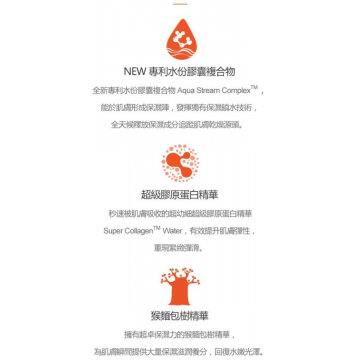 NEW 專利水份膠囊複合物
全新專利水份膠囊複合物 Aqua Stream Complex™，
能於肌膚形成保濕陣，發揮獨有保濕鎖水技術，
全天候釋放保濕成分追蹤肌膚乾燥源頭。
超級膠原蛋白精華
秒速被肌膚吸收的超幼細超級膠原蛋白精華
Super Collagen™ Water，有效提升肌膚彈性，
重現緊緻彈滑。
猴麵包樹精華
擁有超卓保濕力的猴麵包樹精華，
為肌膚瞬間提供大量保濕滋潤養分，回復水嫩光澤。